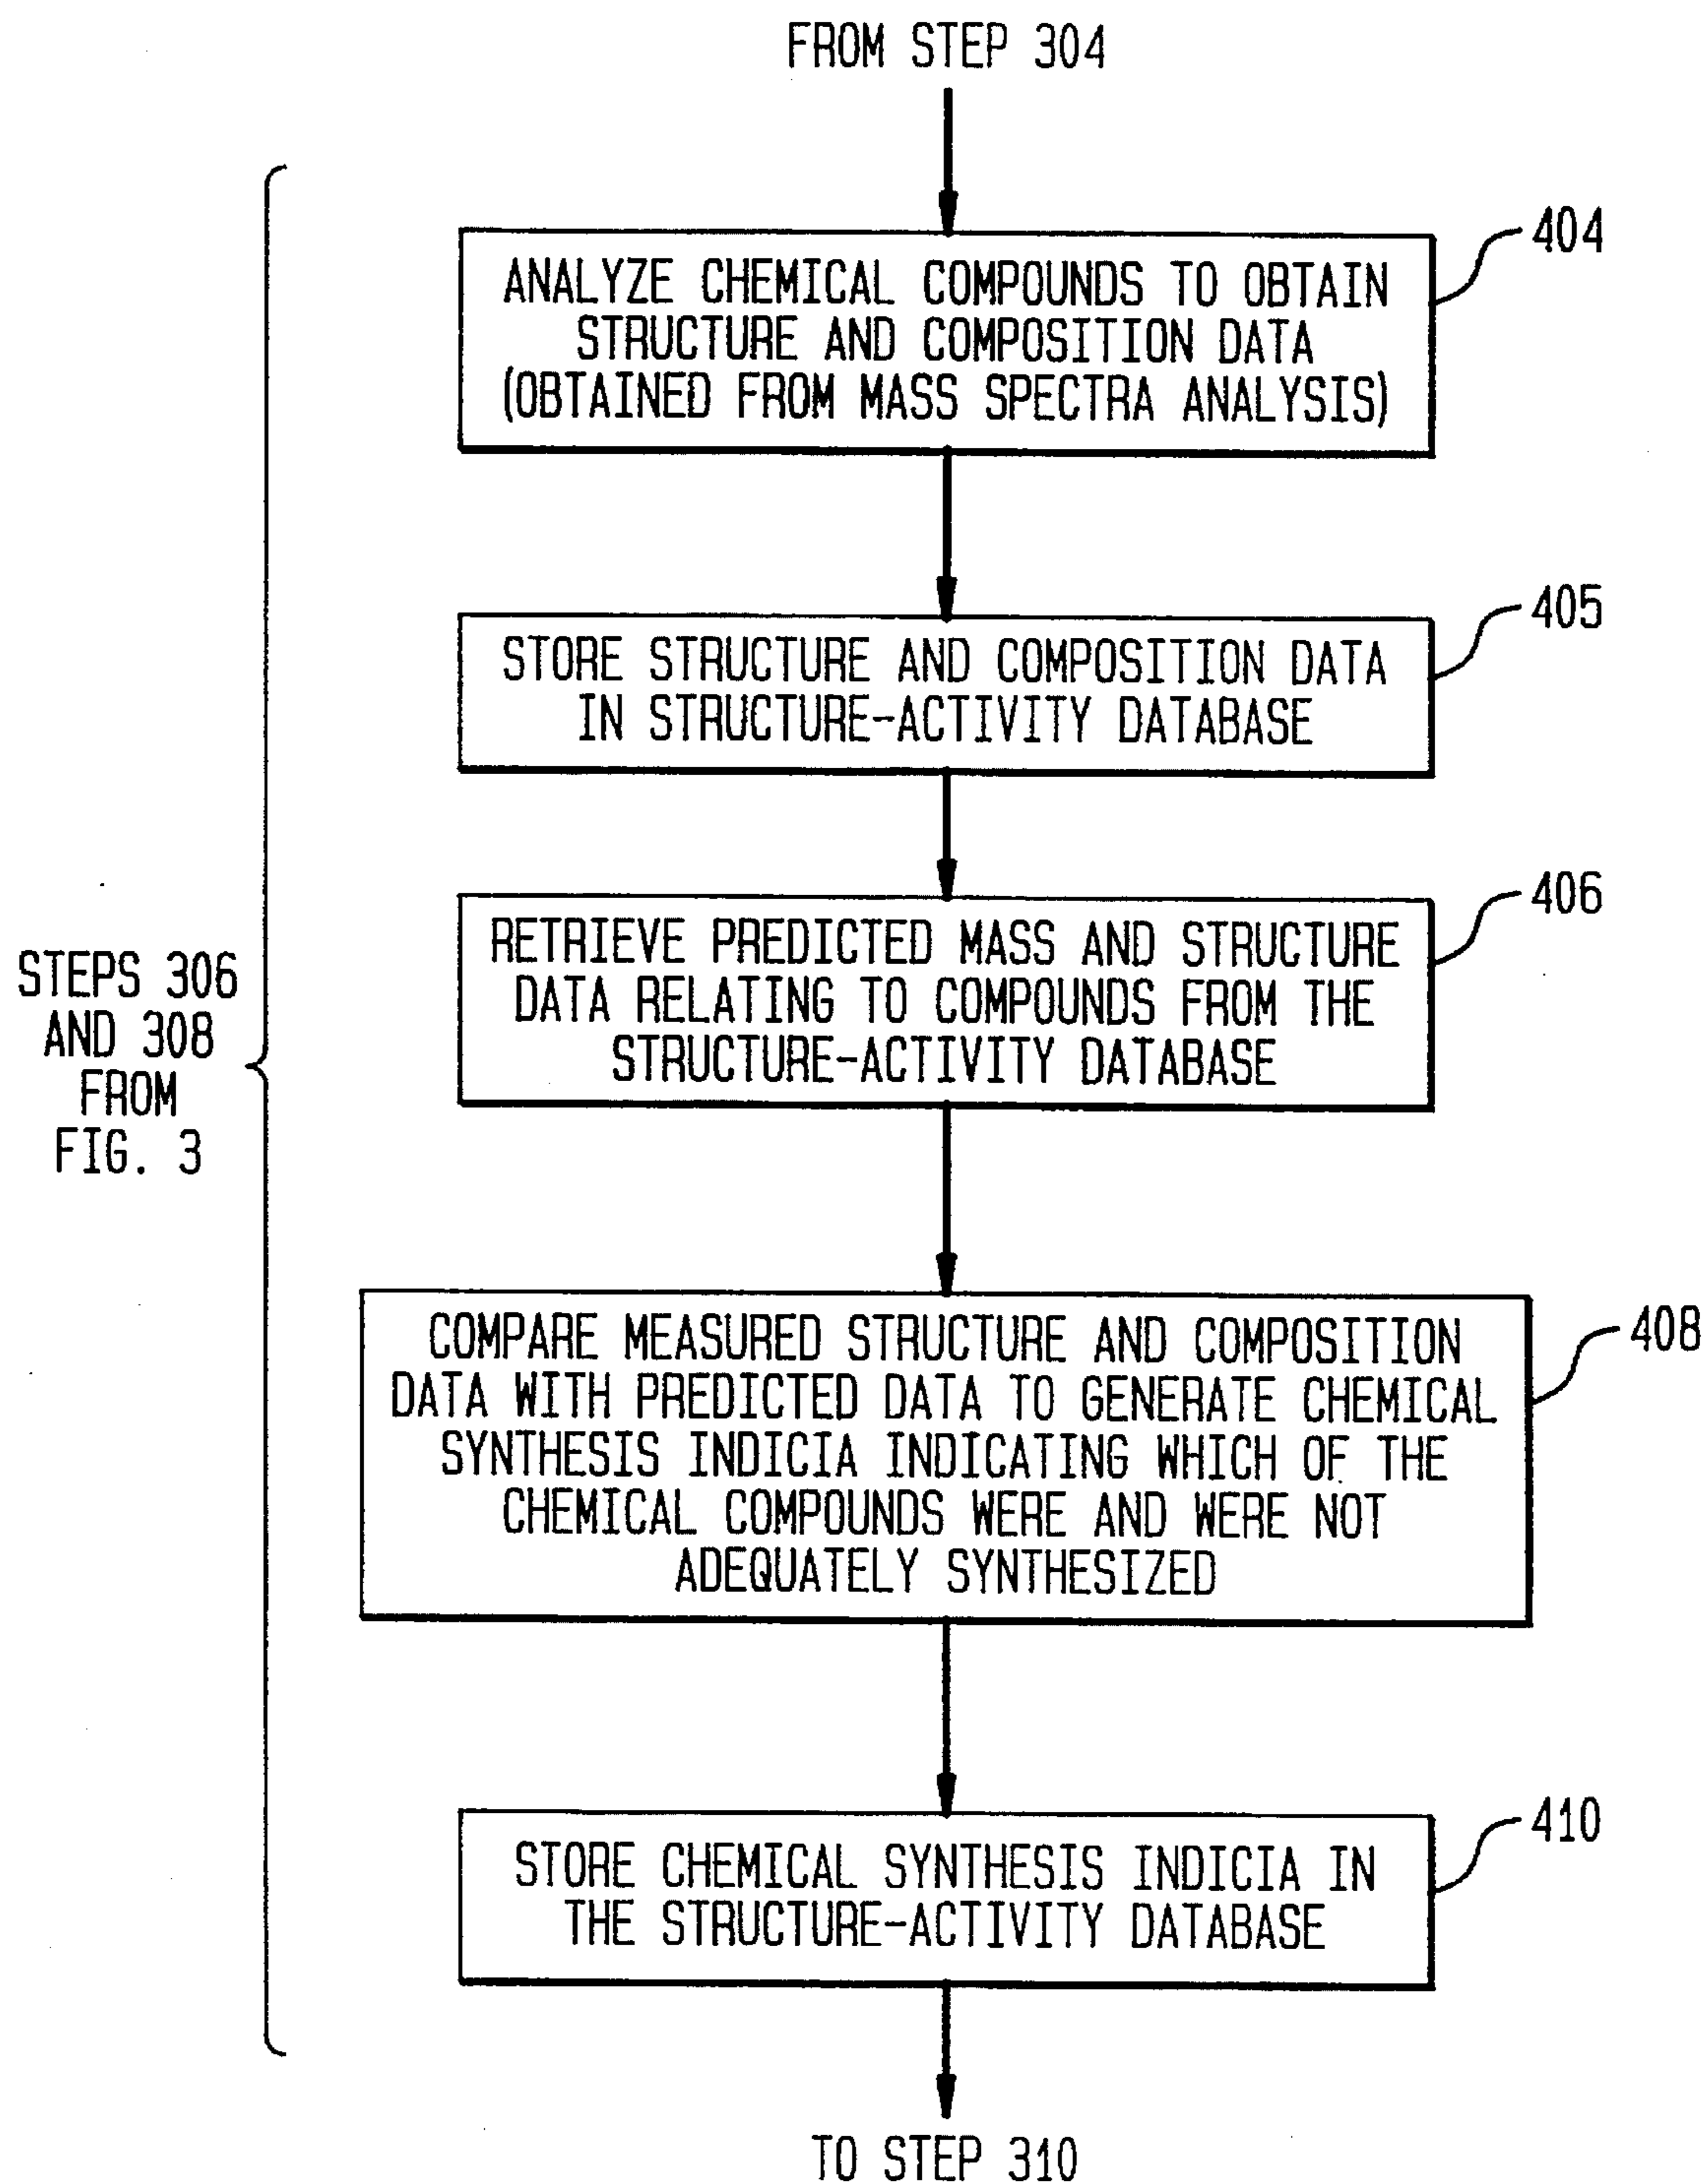 FROM STEP 304
404
ANALYZE CHEMICAL COMPOUNDS TO OBTAIN
STRUCTURE AND COMPOSITION DATA
(OBTAINED FROM MASS SPECTRA ANALYSIS)
405
STORE STRUCTURE AND COMPOSITION DATA
IN STRUCTURE-ACTIVITY DATABASE
406
RETRIEVE PREDICTED MASS AND STRUCTURE
DATA RELATING TO COMPOUNDS FROM THE
STRUCTURE-ACTIVITY DATABASE
STEPS 306
AND 308
FROM
FIG. 3
408
COMPARE MEASURED STRUCTURE AND COMPOSITION
DATA WITH PREDICTED DATA TO GENERATE CHEMICAL
SYNTHESIS INDICIA INDICATING WHICH OF THE
CHEMICAL COMPOUNDS WERE AND WERE NOT
ADEQUATELY SYNTHESIZED
410
STORE CHEMICAL SYNTHESIS INDICIA IN
THE STRUCTURE-ACTIVITY DATABASE
TO STEP 310